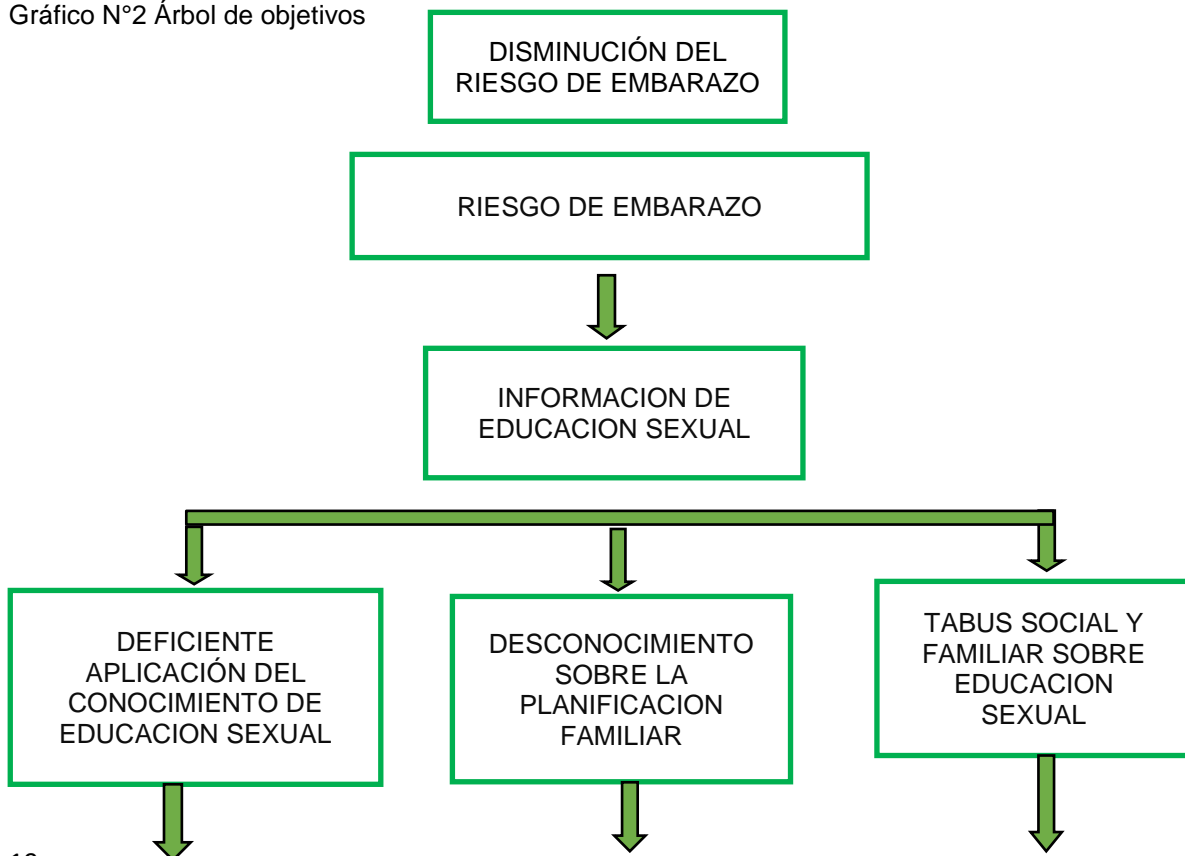 Gráfico N°2 Árbol de objetivos
DISMINUCIÓN DEL
RIESGO DE EMBARAZO
RIESGO DE EMBARAZO
INFORMACION DE
EDUCACION SEXUAL
DEFICIENTE
APLICACIÓN DEL
CONOCIMIENTO DE
EDUCACION SEXUAL
DESCONOCIMIENTO
SOBRE LA
PLANIFICACION
FAMILIAR
TABUS SOCIAL Y
FAMILIAR SOBRE
EDUCACION
SEXUAL